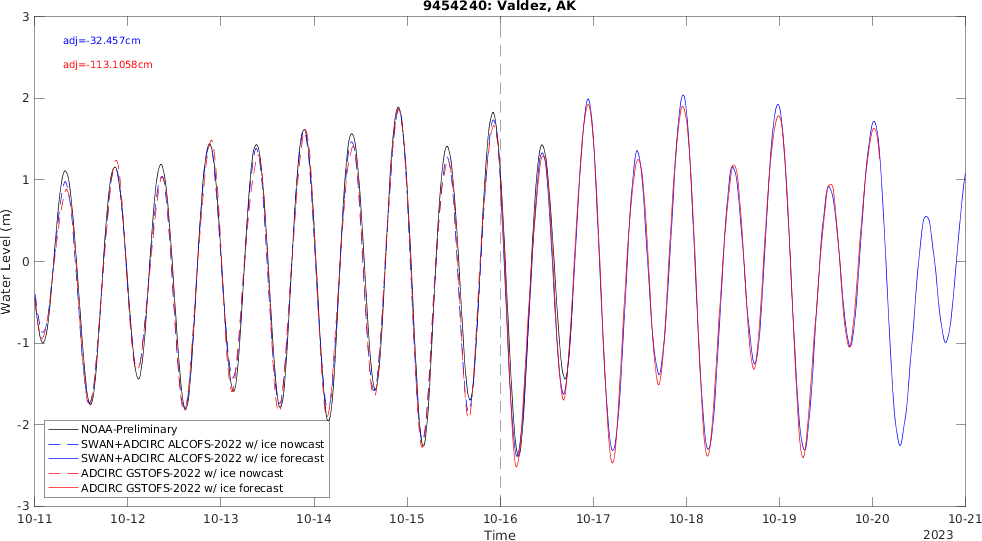 9454240: Valdez, AK
adj=-32.457cm
adj=-113.1058cm
Water Level (m)
3
2
1
0
-1
-2
-3
NOAA-Preliminary
SWAN+ADCIRC ALCOFS-2022 w/ ice nowcast
SWAN+ADCIRC ALCOFS-2022 w/ ice forecast
ADCIRC GSTOFS-2022 w/ ice nowcast
ADCIRC GSTOFS-2022 w/ ice forecast
10-11 10-12 10-13 10-14 10-15 10-16 10-17 10-18 10-19 10-20 10-21
Time
2023